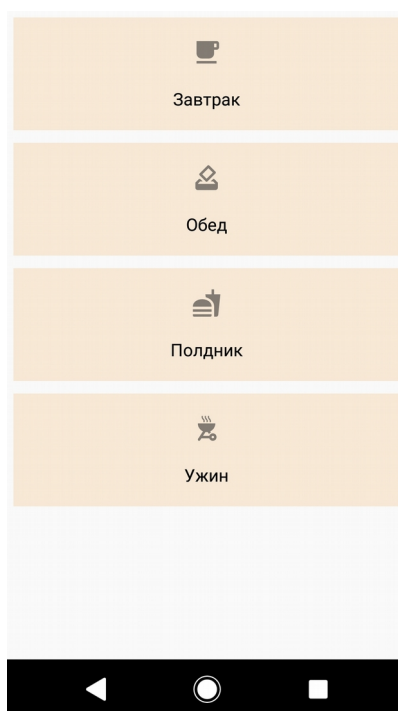 Завтрак
Обед
Полдник
Ужин